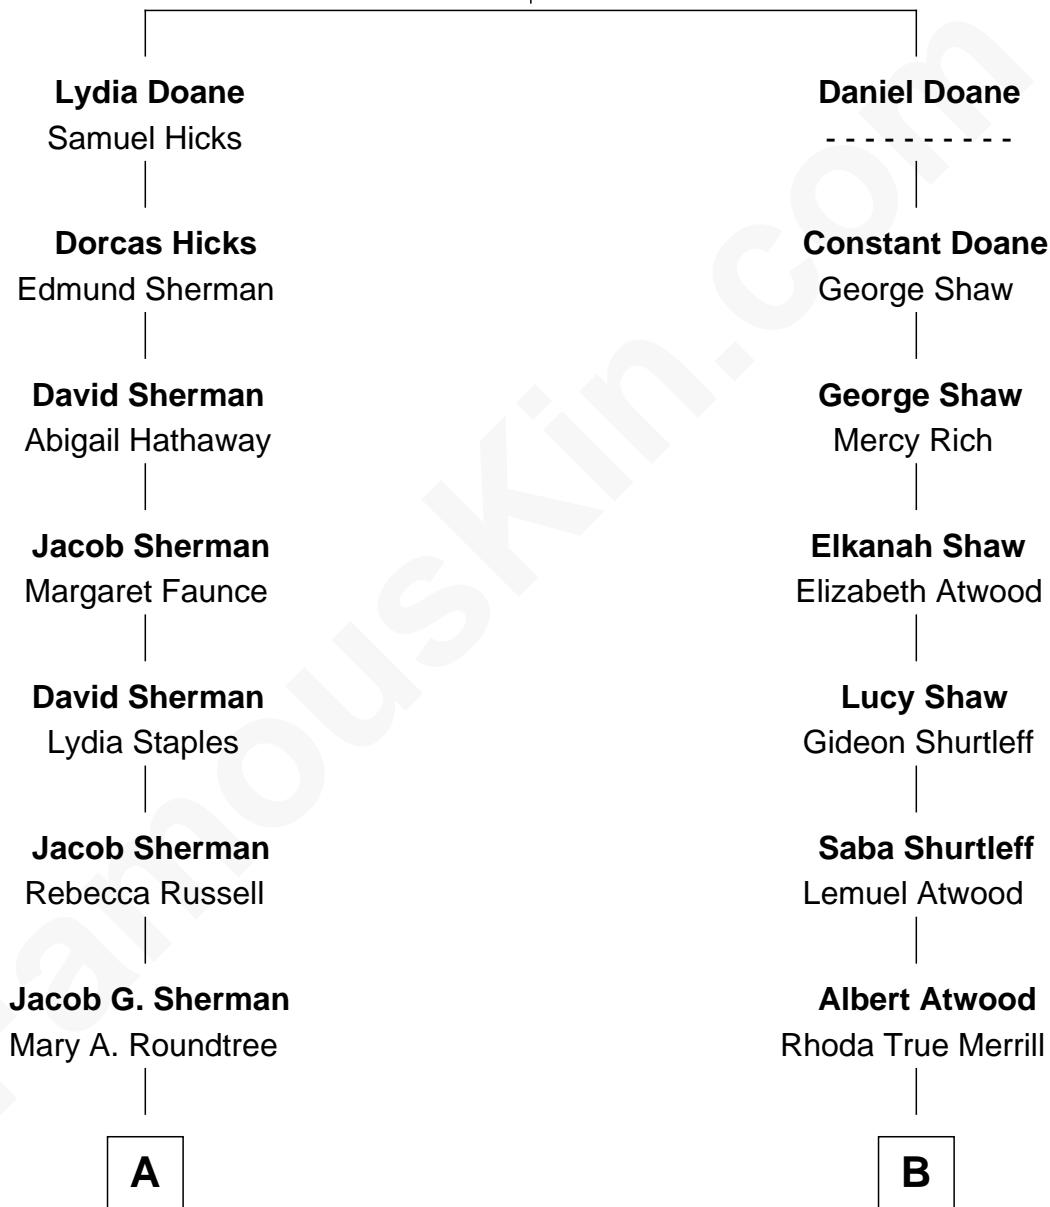 Lydia Doane
Samuel Hicks
Dorcas Hicks
Edmund Sherman
David Sherman
Abigail Hathaway
Jacob Sherman
Margaret Faunce
David Sherman
Lydia Staples
Jacob Sherman
Rebecca Russell
Jacob G. Sherman
Mary A. Roundtree
A
Daniel Doane
- - - - - - - - - -
Constant Doane
George Shaw
George Shaw
Mercy Rich
Elkanah Shaw
Elizabeth Atwood
Lucy Shaw
Gideon Shurtleff
Saba Shurtleff
Lemuel Atwood
Albert Atwood
Rhoda True Merrill
B
FamousKin.com